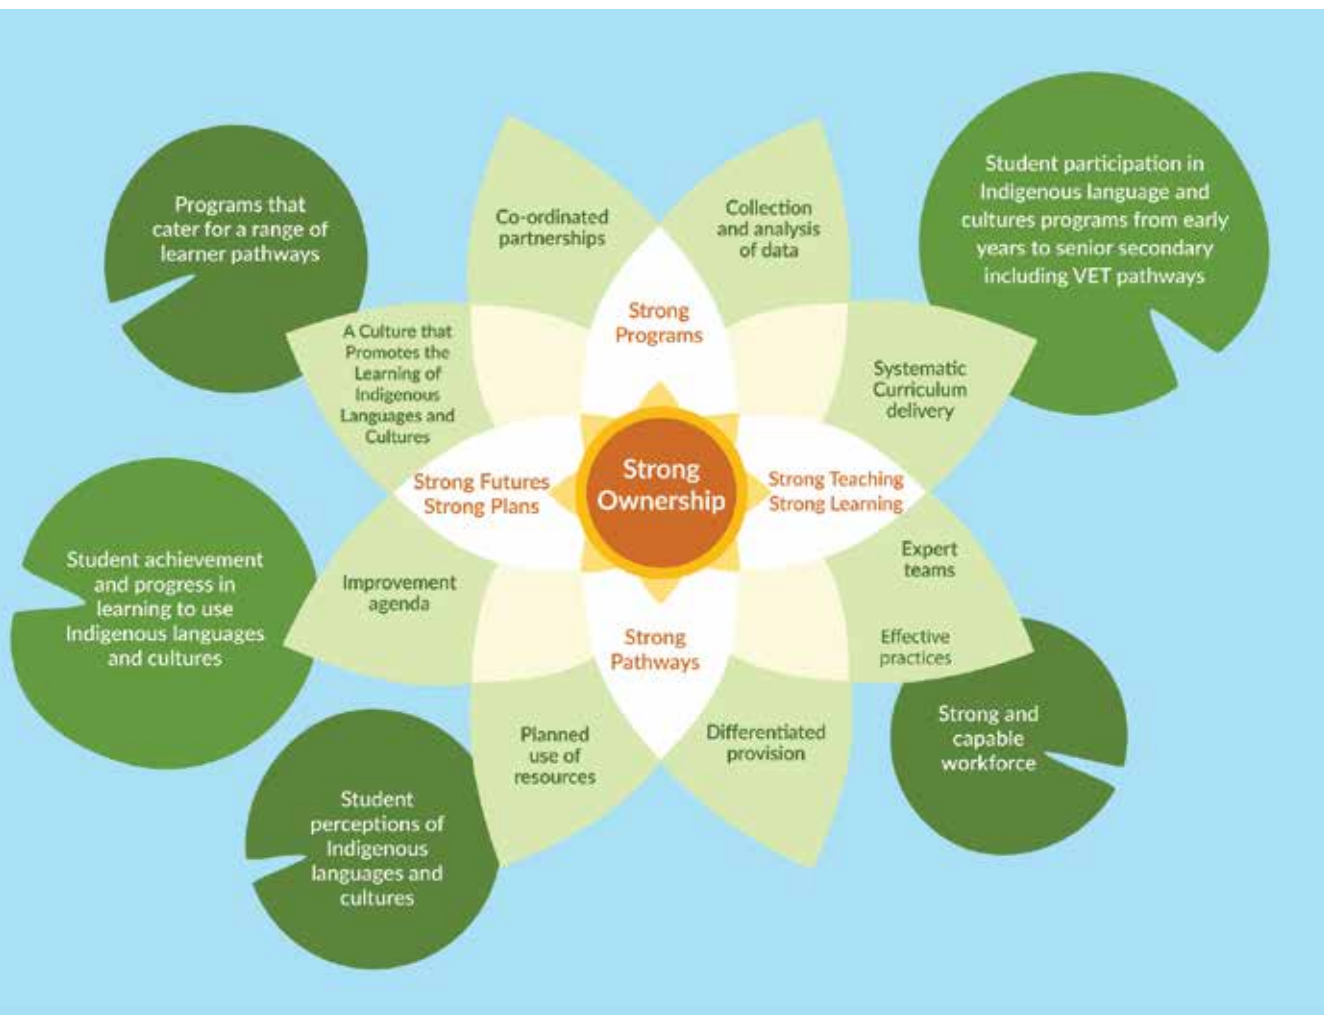 Programs that
cater for a range of
learner pathways
Co-ordinated
partnerships
Collection
and analysis
of data
Student participation in
Indigenous language and
cultures programs from early
years to senior secondary
including VET pathways
A Culture that
Promotes the
Learning of
Indigenous
Languages and
Cultures
Strong
Programs
Systematic
Curriculum
delivery
Strong Futures
Strong Plans
Strong
Ownership
Strong Teaching
Strong Learning
Student achievement
and progress in
learning to use
Indigenous languages
and cultures
Improvement
agenda
Expert
teams
Strong
Pathways
Effective
practices
Planned
use of
resources
Differentiated
provision
Strong and
capable
workforce
Student
perceptions of
Indigenous
languages and
cultures